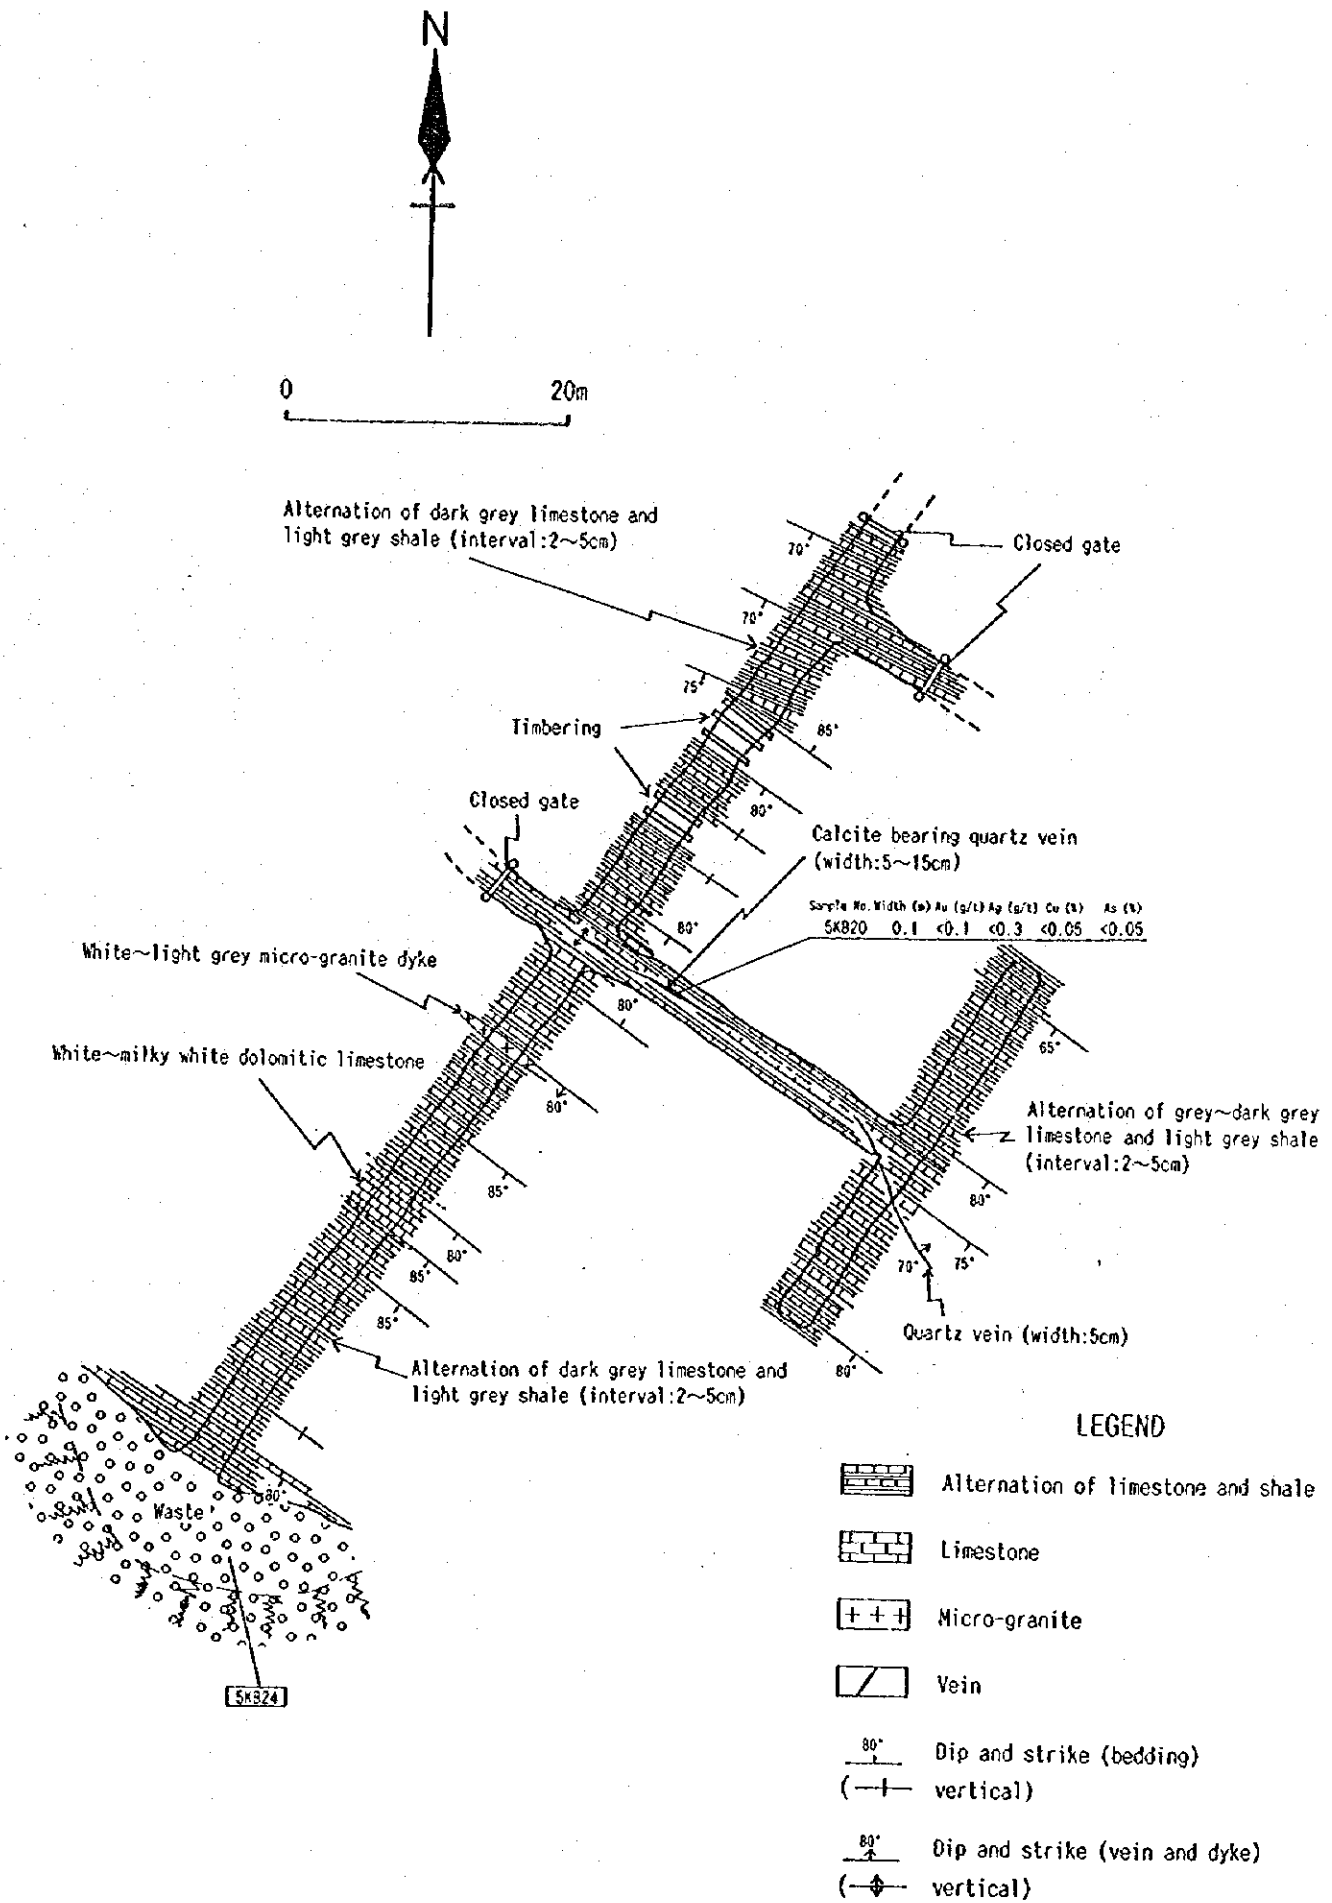 N
0 20m
Alternation of dark grey limestone and
light grey shale (interval:2~5cm)
70°
Closed gate
70°
75°
Timbering
85°
80°
Closed gate
Calcite bearing quartz vein
(width:5~15cm)
Sample No. Width (m) Au (g/t) Ag (g/t) Cu (%) As (%)
5KB20 0.1 <0.1 <0.3 <0.05 <0.05
80°
White~light grey micro-granite dyke
80°
65°
White~milky white dolomitic limestone
80°
Alternation of grey~dark grey
limestone and light grey shale
(interval:2~5cm)
85°
80°
80°
85°
70°
75°
85°
Quartz vein (width:5cm)
80°
Alternation of dark grey limestone and
light grey shale (interval:2~5cm)
80°
Waste
5KB24
LEGEND
Alternation of limestone and shale
Limestone
Micro-granite
Vein
80° Dip and strike (bedding)
( vertical)
80° Dip and strike (vein and dyke)
( vertical)